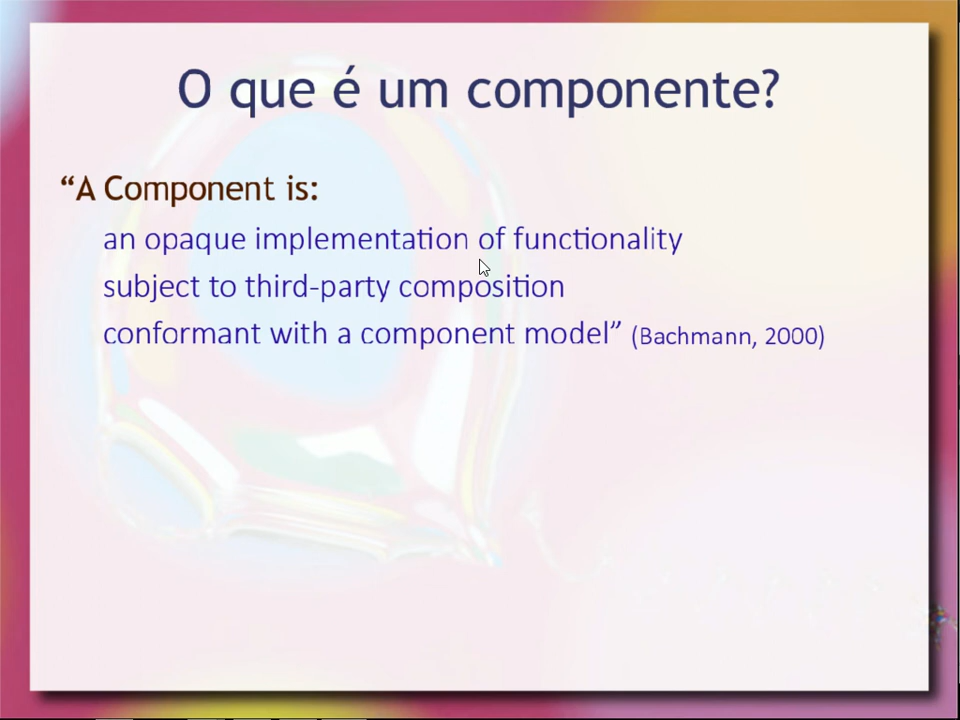 O que é um componente?
“A Component is:
an opaque implementation of functionality
subject to third-party composition
conformant with a component model” (Bachmann, 2000)